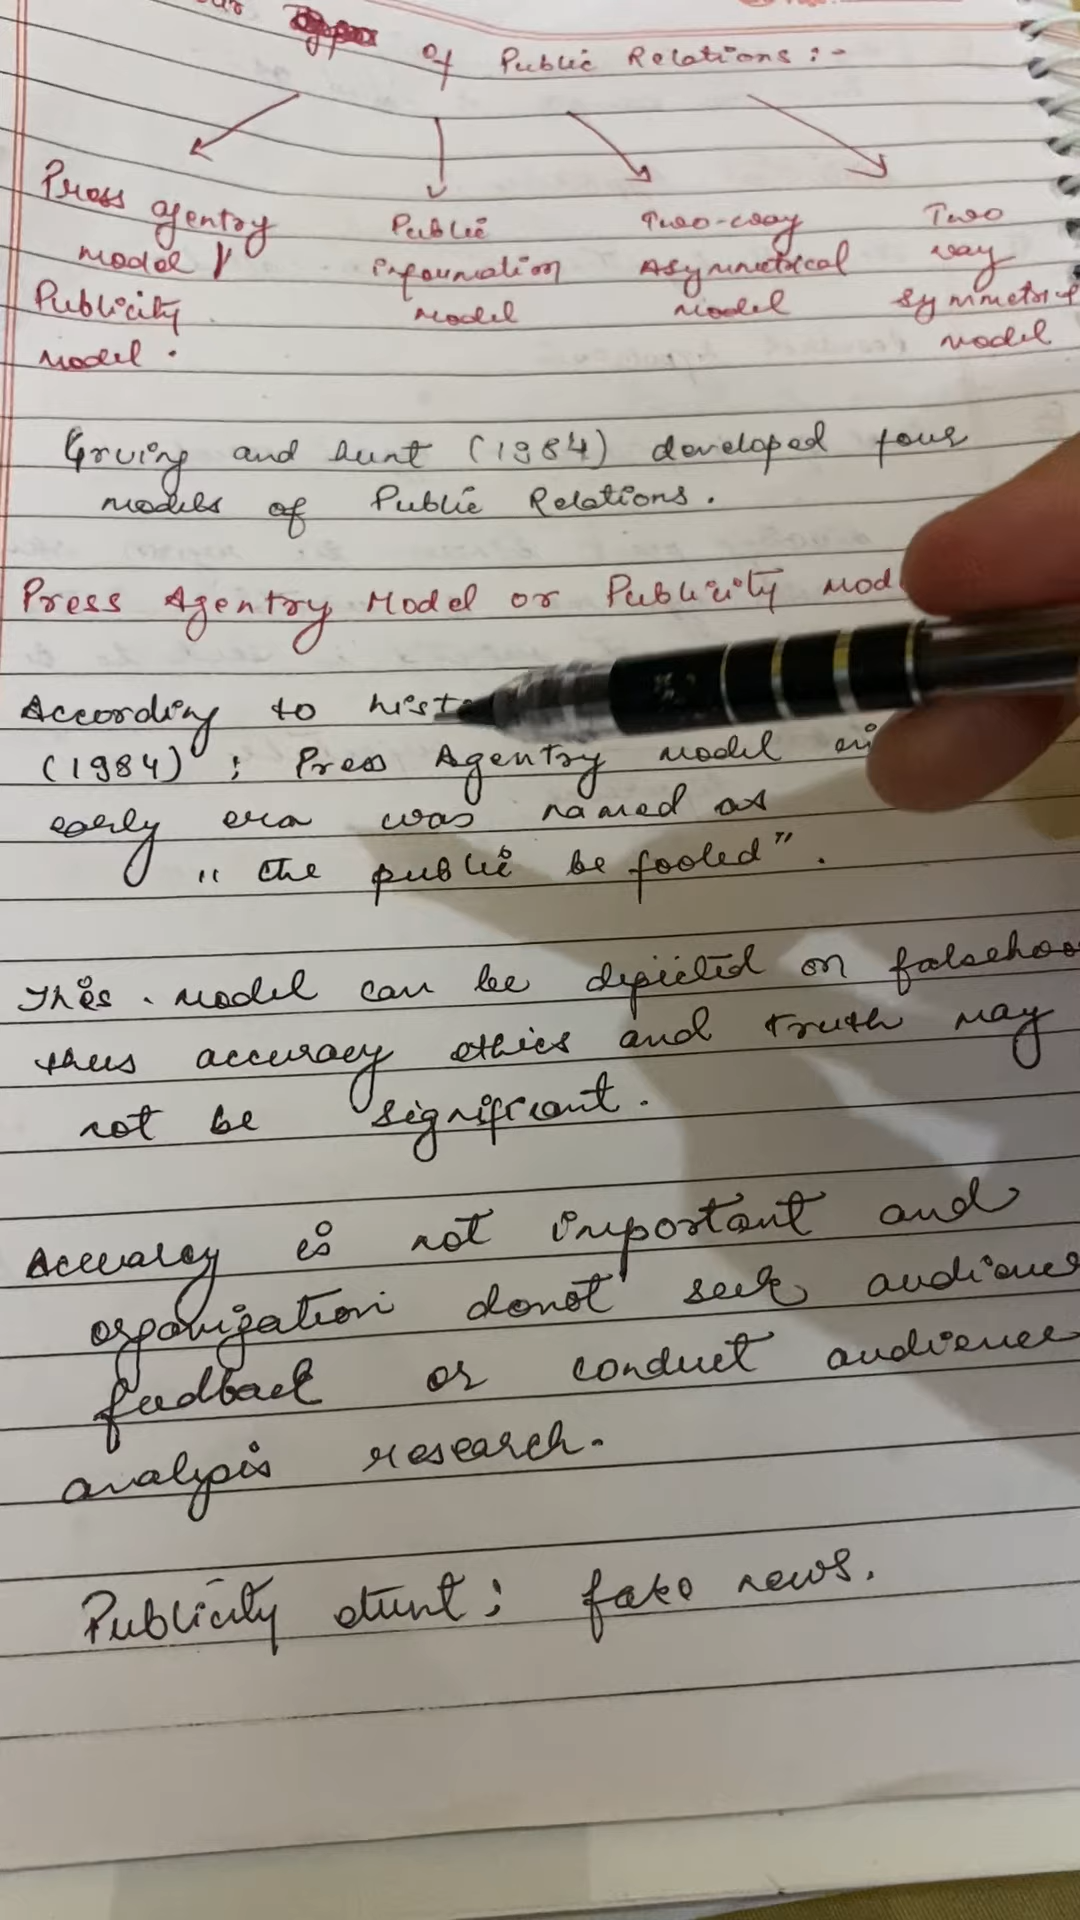 of Public Relations :-
Press agentry model / Publicity model.
Public information model
Two-way Asymmetrical model
Two way symmetric model
Gruing and hunt (1984) developed four
models of Public Relations.
Press Agentry Model or Publicity mod
According to hist
(1984) ; Press Agentry model in
early era was named as
" the public be fooled".
This . model can be depicted on falsehoo
thus accuracy ethics and truth may
not be significant.
Accuracy is not important and
organization donot seek audience
feedback or conduct audience
analysis research.
Publicity stunt ; fake news.